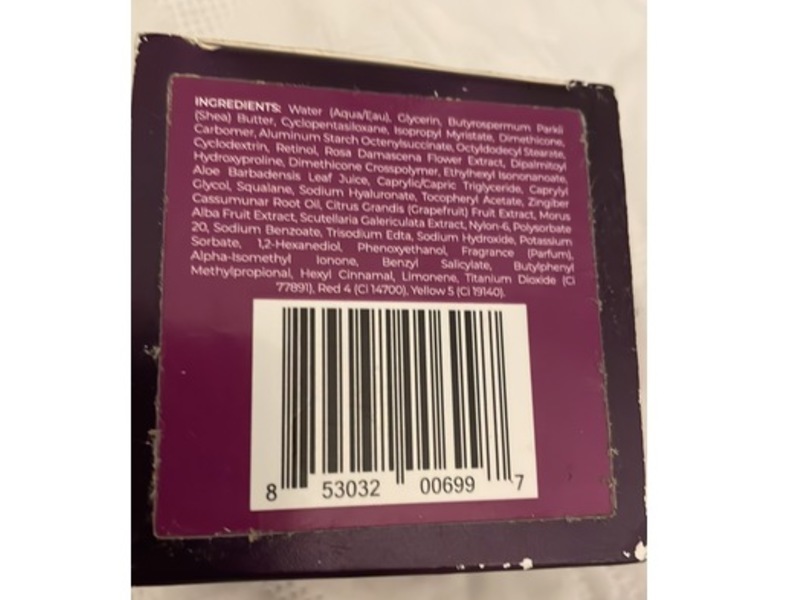 INGREDIENTS: Water (Aqua/Eau), Glycerin, Butyrospermum Parkii
(Shea) Butter, Cyclopentasiloxane, Isopropyl Myristate, Dimethicone,
Carbomer, Aluminum Starch Octenylsuccinate, Octyldodecyl Stearate,
Cyclodextrin, Retinol, Rosa Damascena Flower Extract, Dipalmitoyl
Hydroxyproline, Dimethicone Crosspolymer, Ethylhexyl Isononanoate,
Aloe Barbadensis Leaf Juice, Caprylic/Capric Triglyceride, Caprylyl
Glycol, Squalane, Sodium Hyaluronate, Tocopheryl Acetate, Zingiber
Cassumunar Root Oil, Citrus Grandis (Grapefruit) Fruit Extract, Morus
Alba Fruit Extract, Scutellaria Galericulata Extract, Nylon-6, Polysorbate
20, Sodium Benzoate, Trisodium Edta, Sodium Hydroxide, Potassium
Sorbate, 1,2-Hexanediol, Phenoxyethanol, Fragrance (Parfum),
Alpha-Isomethyl Ionone, Benzyl Salicylate, Butylphenyl
Methylpropional, Hexyl Cinnamal, Limonene, Titanium Dioxide (Ci
77891), Red 4 (Ci 14700), Yellow 5 (Ci 19140).
8 53032 00699 7